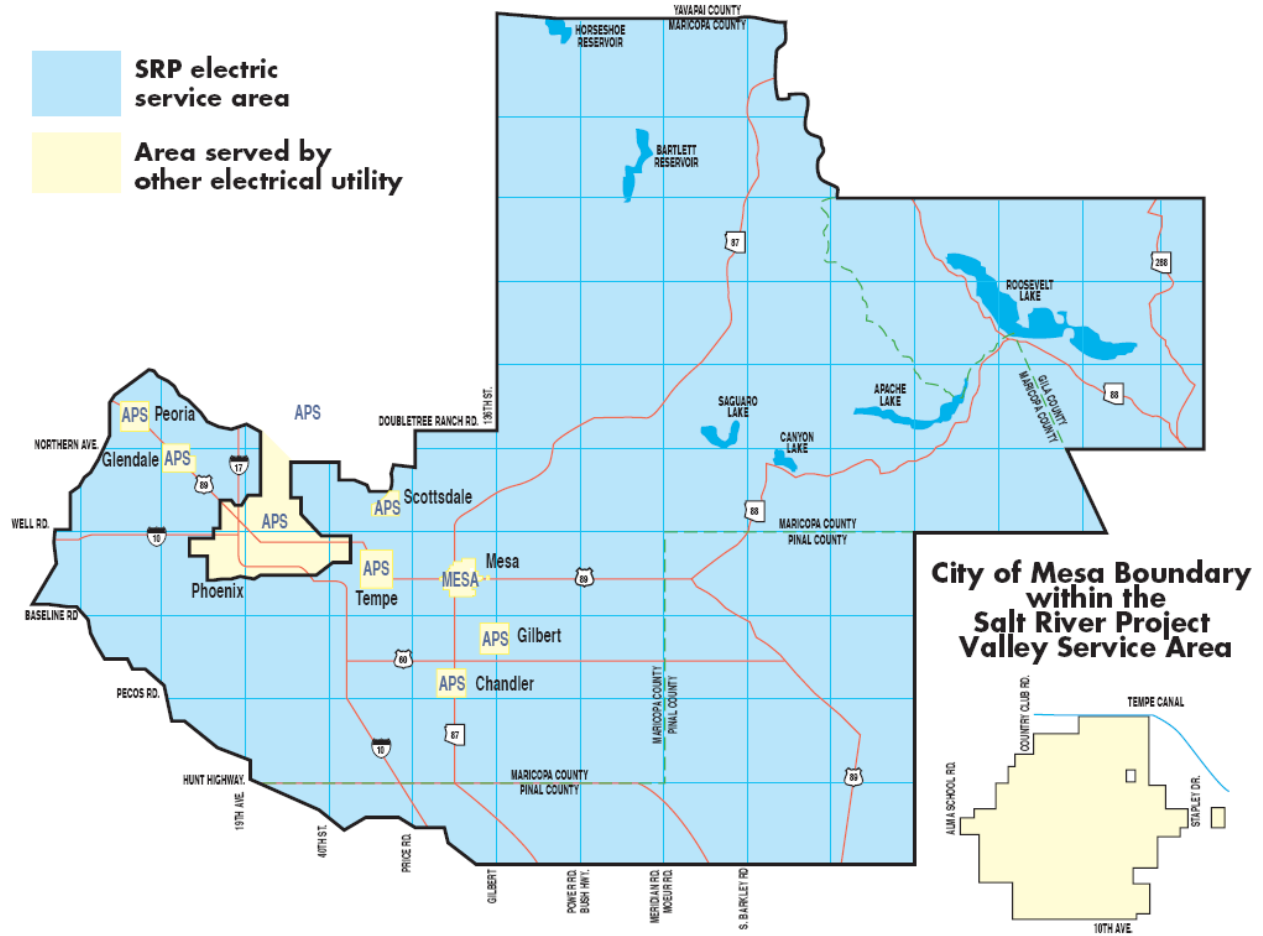 SRP electric
service area
Area served by
other electrical utility
YAVAPAI COUNTY
MARICOPA COUNTY
HORSESHOE
RESERVOIR
BARTLETT
RESERVOIR
87
288
ROOSEVELT
LAKE
GILA COUNTY
MARICOPA COUNTY
88
APACHE
LAKE
SAGUARO
LAKE
CANYON
LAKE
136TH ST.
DOUBLETREE RANCH RD.
APS
APS
Peoria
NORTHERN AVE.
Glendale
APS
17
89
Scottsdale
APS
APS
88
WELL RD.
10
MARICOPA COUNTY
PINAL COUNTY
Phoenix
APS
Tempe
MESA
Mesa
89
BASELINE RD
APS
Gilbert
60
APS
Chandler
PECOS RD.
MARICOPA COUNTY
PINAL COUNTY
87
10
89
HUNT HIGHWAY.
MARICOPA COUNTY
PINAL COUNTY
19TH AVE.
40TH ST.
PRICE RD.
GILBERT
POWER RD.
BUSH HWY.
MERIDIAN RD.
MOEUR RD.
S. BARKLEY RD
City of Mesa Boundary
within the
Salt River Project
Valley Service Area
COUNTRY CLUB RD.
TEMPE CANAL
ALMA SCHOOL RD.
STAPLEY DR.
10TH AVE.